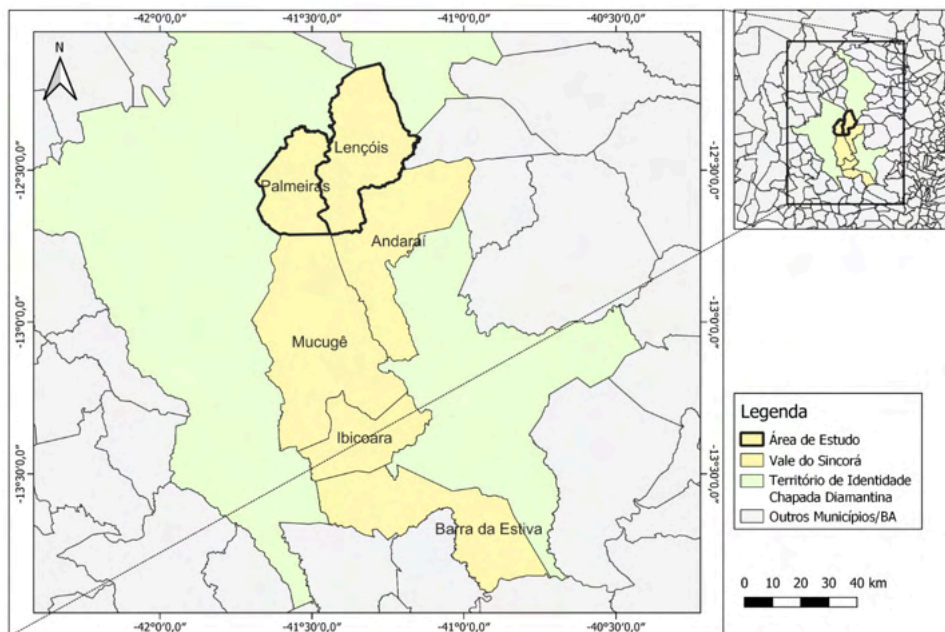 -42°0'0,0"
-41°30'0,0"
-41°0'0,0"
-40°30'0,0"
N
-12°30'0,0"
-12°30'0,0"
Lençóis
Palmeiras
Andaraí
-13°0'0,0"
-13°0'0,0"
Mucugê
Ibicoara
-13°30'0,0"
-13°30'0,0"
Barra da Estiva
-42°0'0,0"
-41°30'0,0"
-41°0'0,0"
-40°30'0,0"
Legenda
Área de Estudo
Vale do Sincorá
Território de Identidade
Chapada Diamantina
Outros Municípios/BA
0 10 20 30 40 km